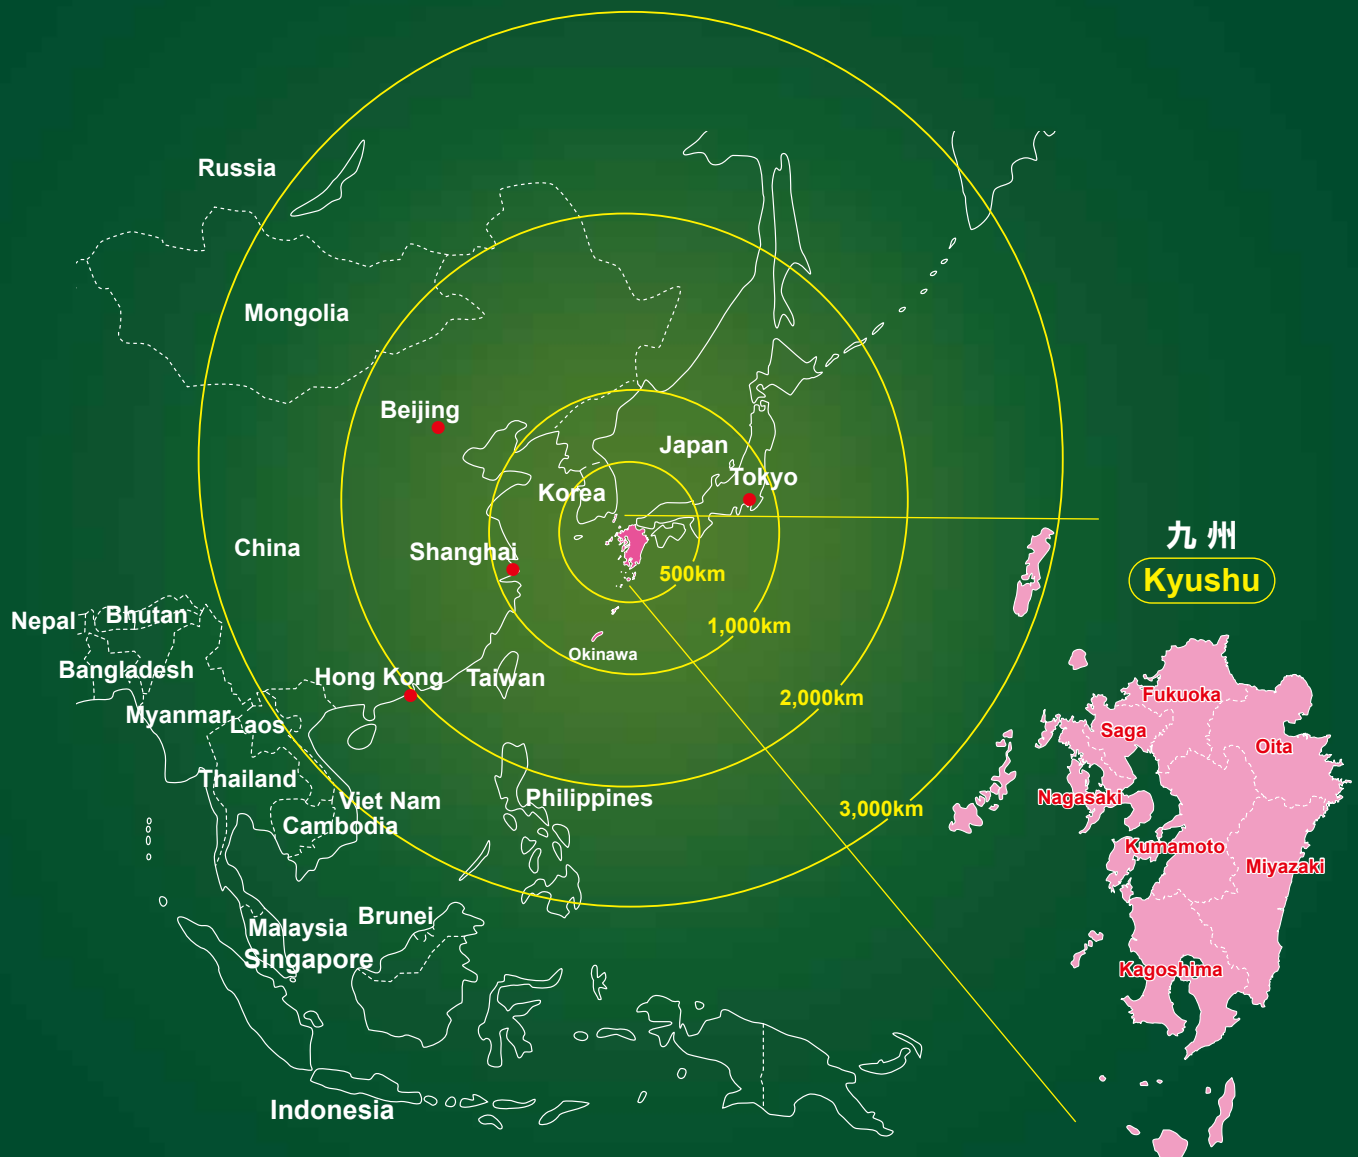 Russia
Mongolia
Beijing
Japan
Tokyo
Korea
九州
Kyushu
China
Shanghai
500km
Nepal
Bhutan
1,000km
Okinawa
Bangladesh
Hong Kong
Taiwan
2,000km
Fukuoka
Myanmar
Laos
Saga
Oita
Thailand
Viet Nam
Philippines
3,000km
Nagasaki
Cambodia
Kumamoto
Miyazaki
Brunei
Malaysia
Singapore
Kagoshima
Indonesia